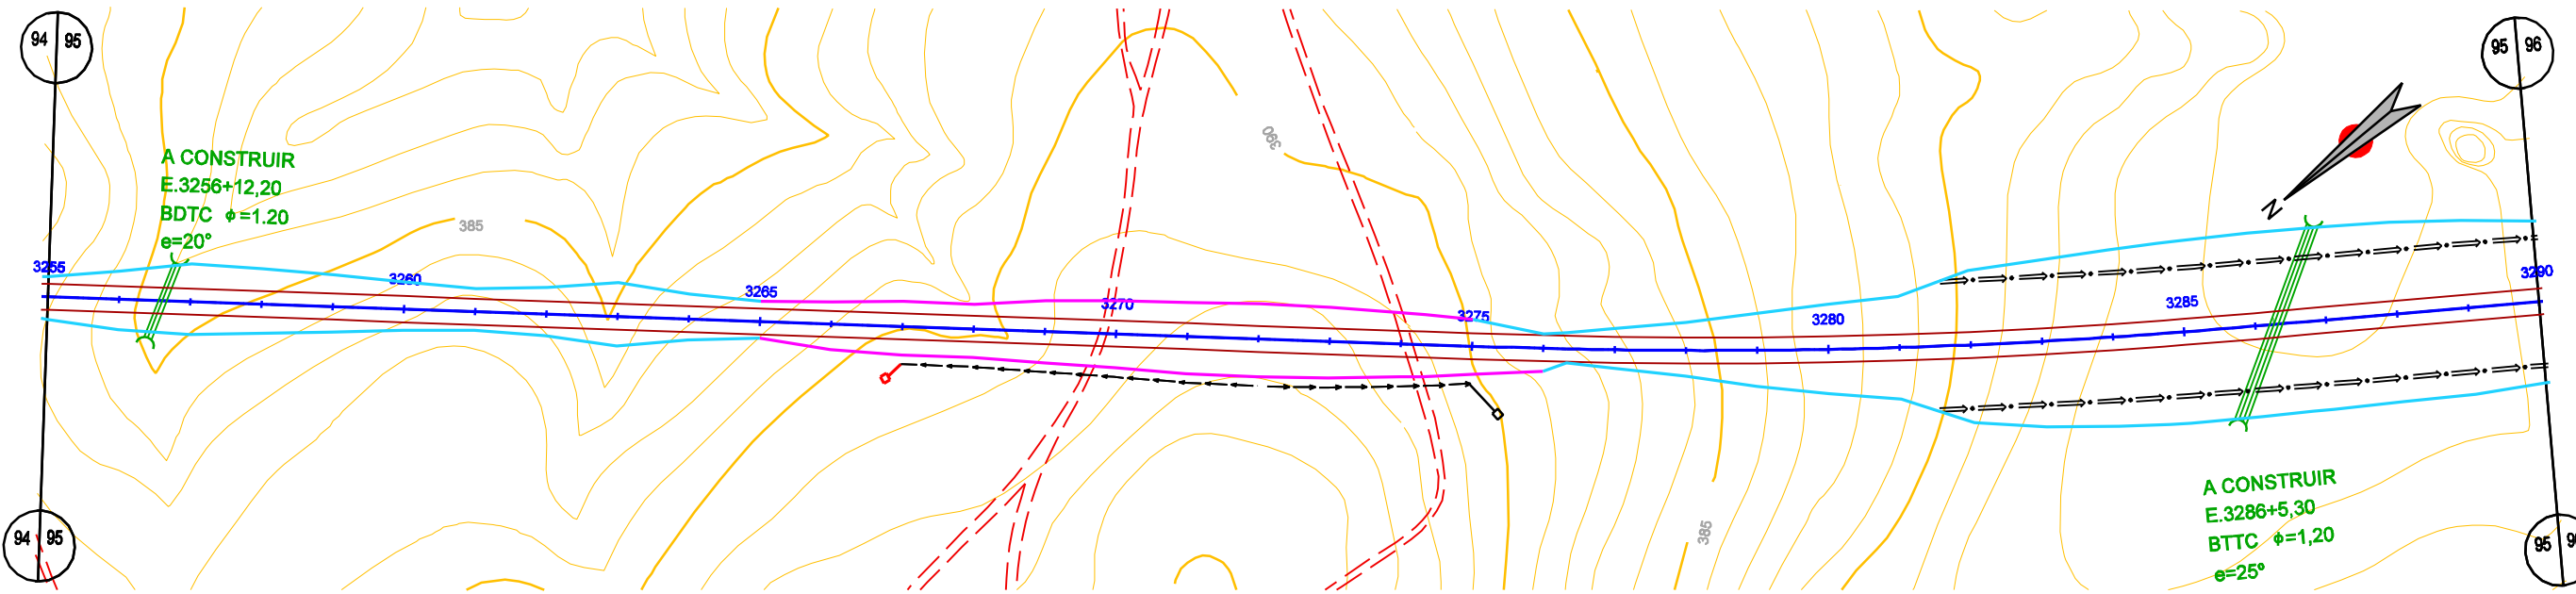 94 95
95 96
390
A CONSTRUIR
E.3256+12,20
BDTC ϕ=1.20
e=20°
N
385
3255
3260
3265
3270
3275
3280
3285
3290
A CONSTRUIR
E.3286+5,30
BTTC ϕ=1,20
e=25°
385
94 95
95